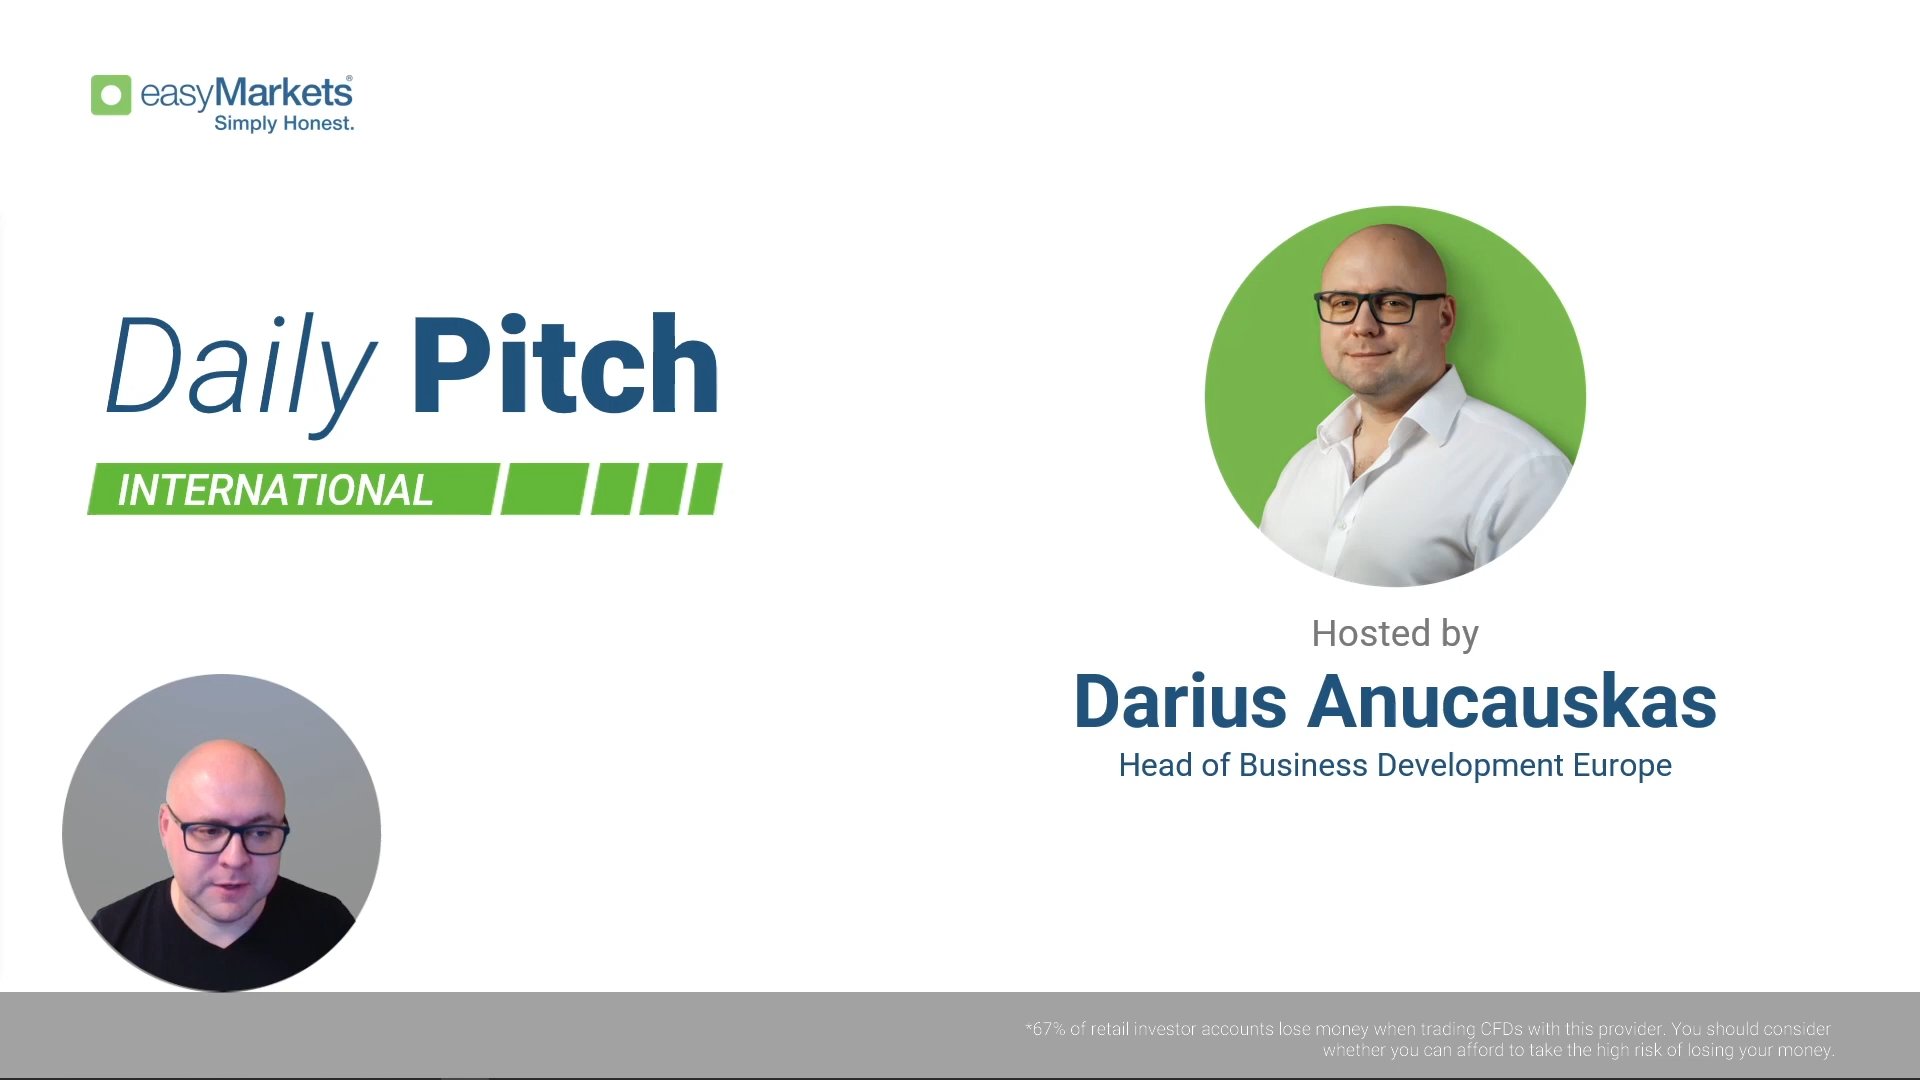 easyMarkets®
Simply Honest.
Daily Pitch
INTERNATIONAL
Hosted by
Darius Anucauskas
Head of Business Development Europe
*67% of retail investor accounts lose money when trading CFDs with this provider. You should consider
whether you can afford to take the high risk of losing your money.